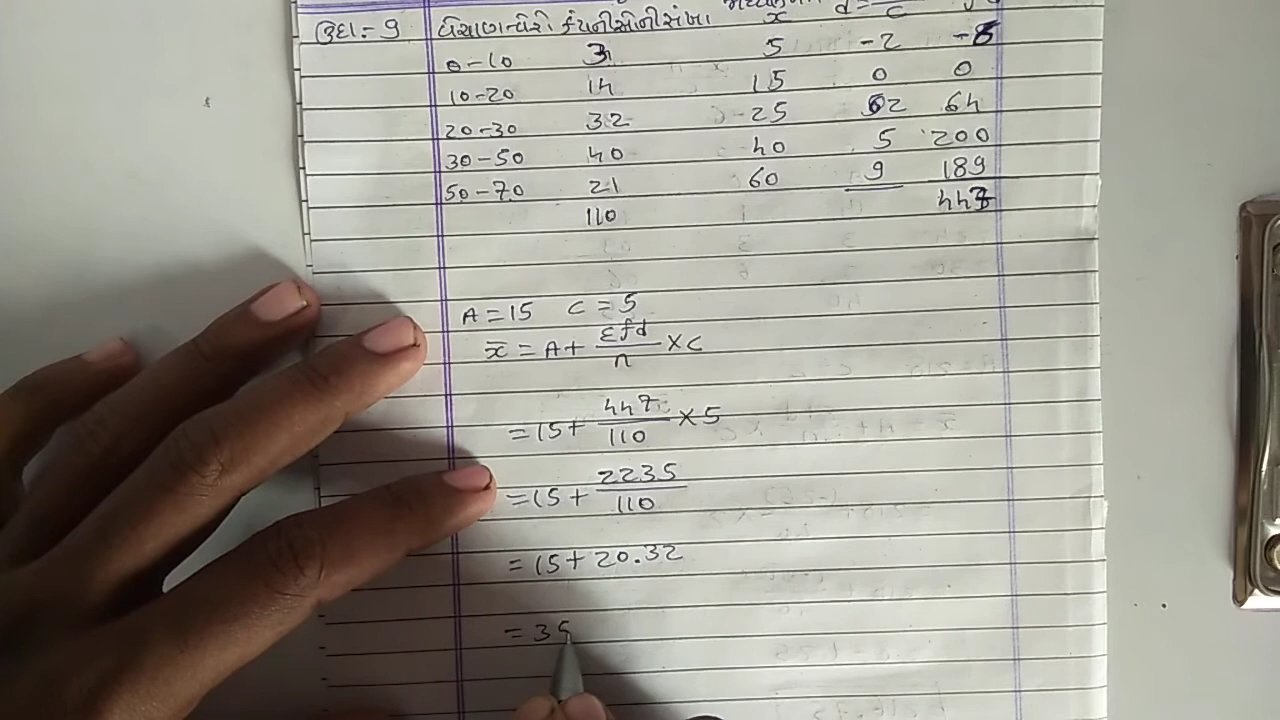 ઉદા:- 9 વેચાણ વેરો કંપનીઓની સંખ્યા x d= c
0-10 3 5 -2 -6
10-20 14 15 0 0
20-30 32 25 2 64
30-50 40 40 5 200
50-70 21 60 9 189
110 447
A=15 C=5
x̄ = A+ Σfd/n ×C
=15+ 447/110 ×5
=15+ 2235/110
=15+20.32
=35